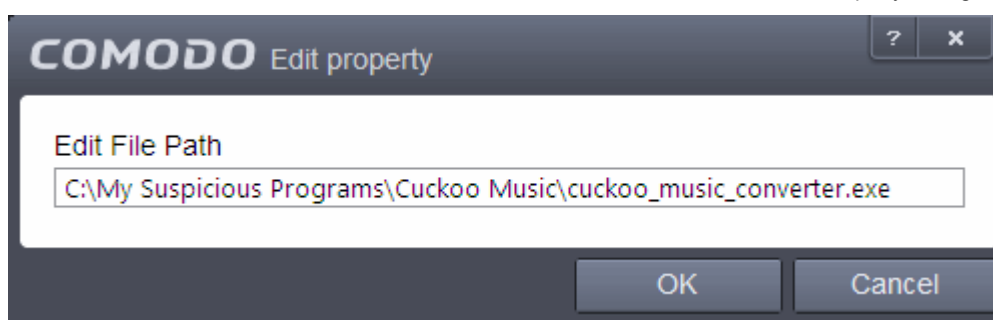 COMODO Edit property ? x
Edit File Path
C:\My Suspicious Programs\Cuckoo Music\cuckoo_music_converter.exe
OK Cancel